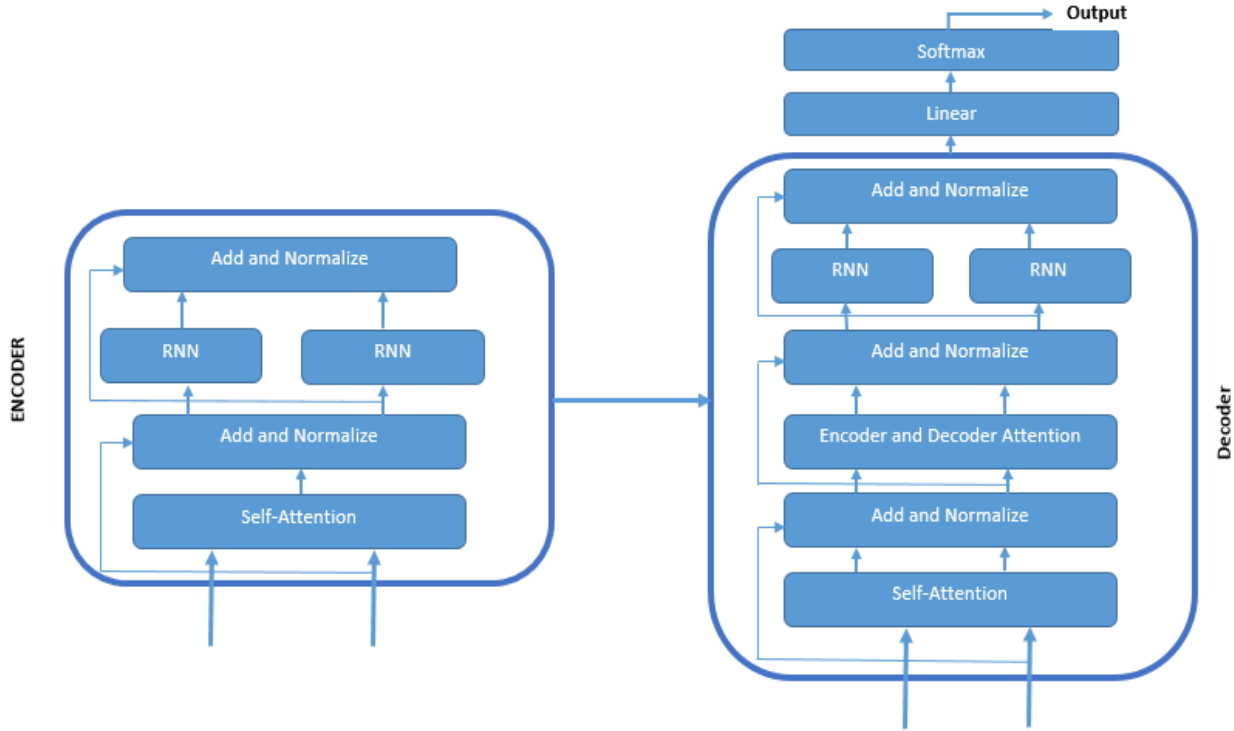 ENCODER
Add and Normalize
RNN
RNN
Add and Normalize
Self-Attention
Output
Softmax
Linear
Add and Normalize
RNN
RNN
Add and Normalize
Encoder and Decoder Attention
Add and Normalize
Self-Attention
Decoder